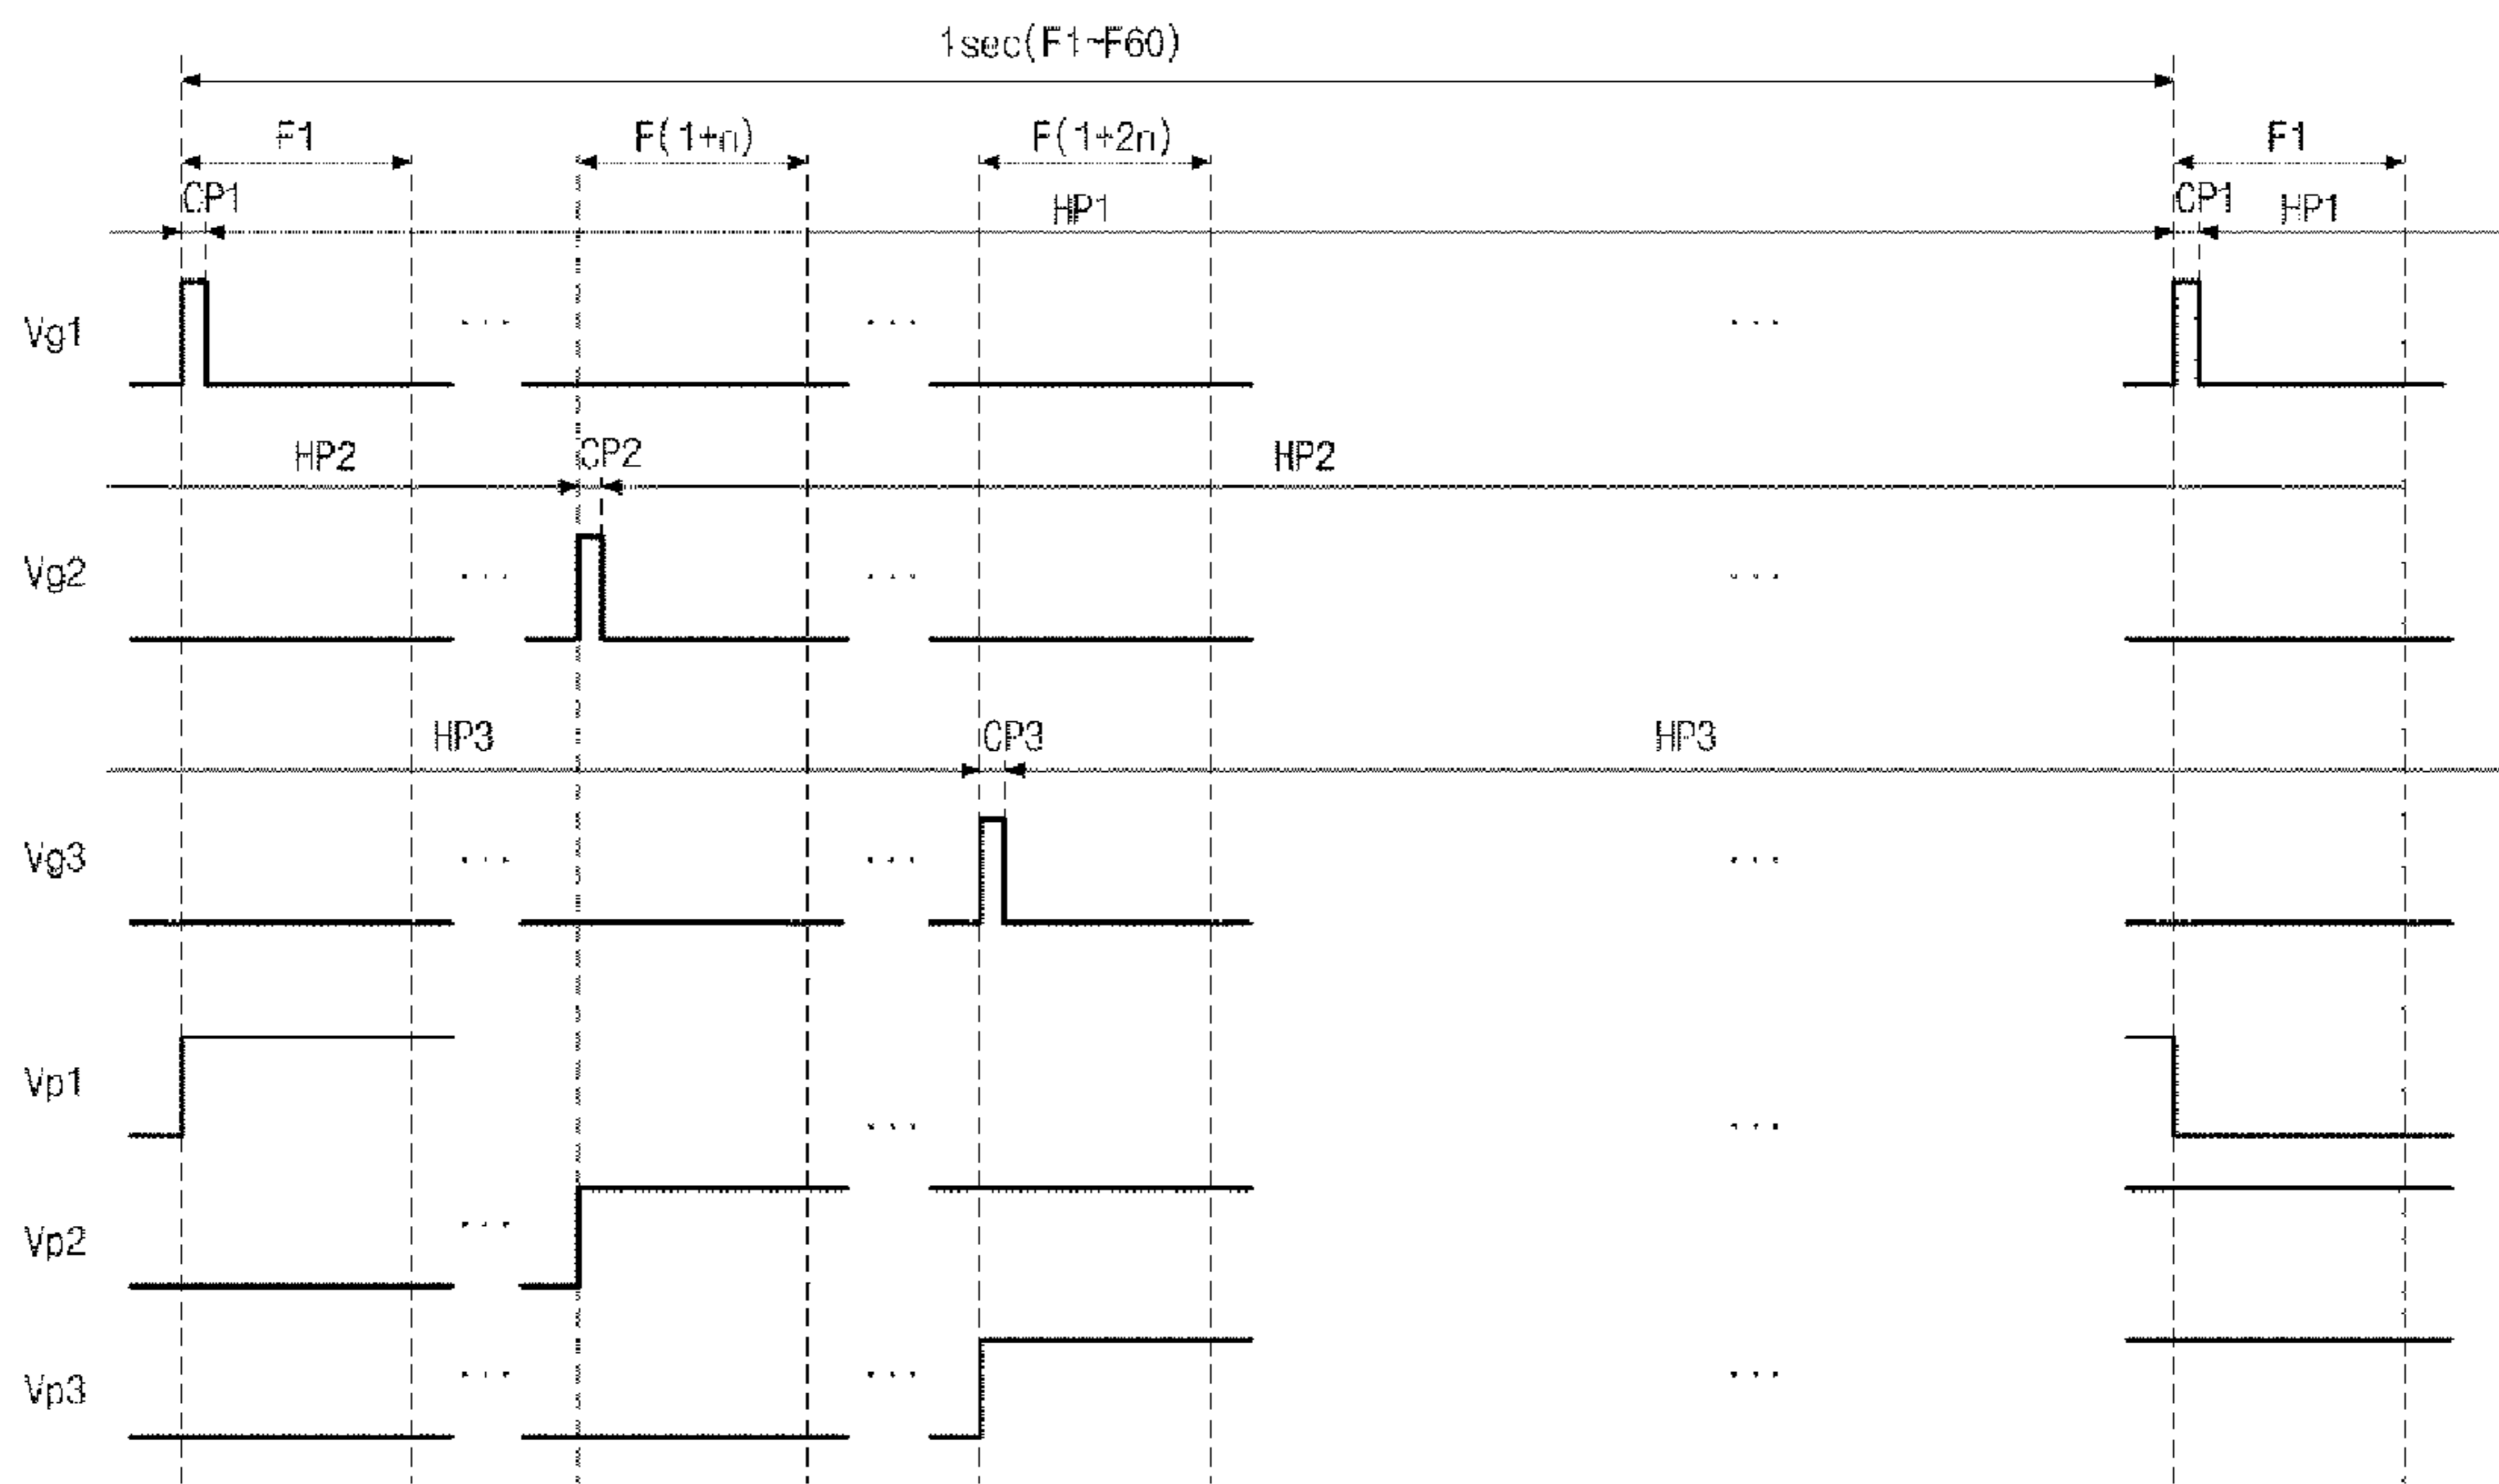 1sec(F1~F60)
F1 F(1+n) F(1+2n) F1
CP1 HP1 CP1 HP1
Vg1 ... ... ...
HP2 CP2 HP2
Vg2 ... ... ...
HP3 CP3 HP3
Vg3 ... ... ...
Vp1 ... ...
Vp2 ...
Vp3 ... ... ...